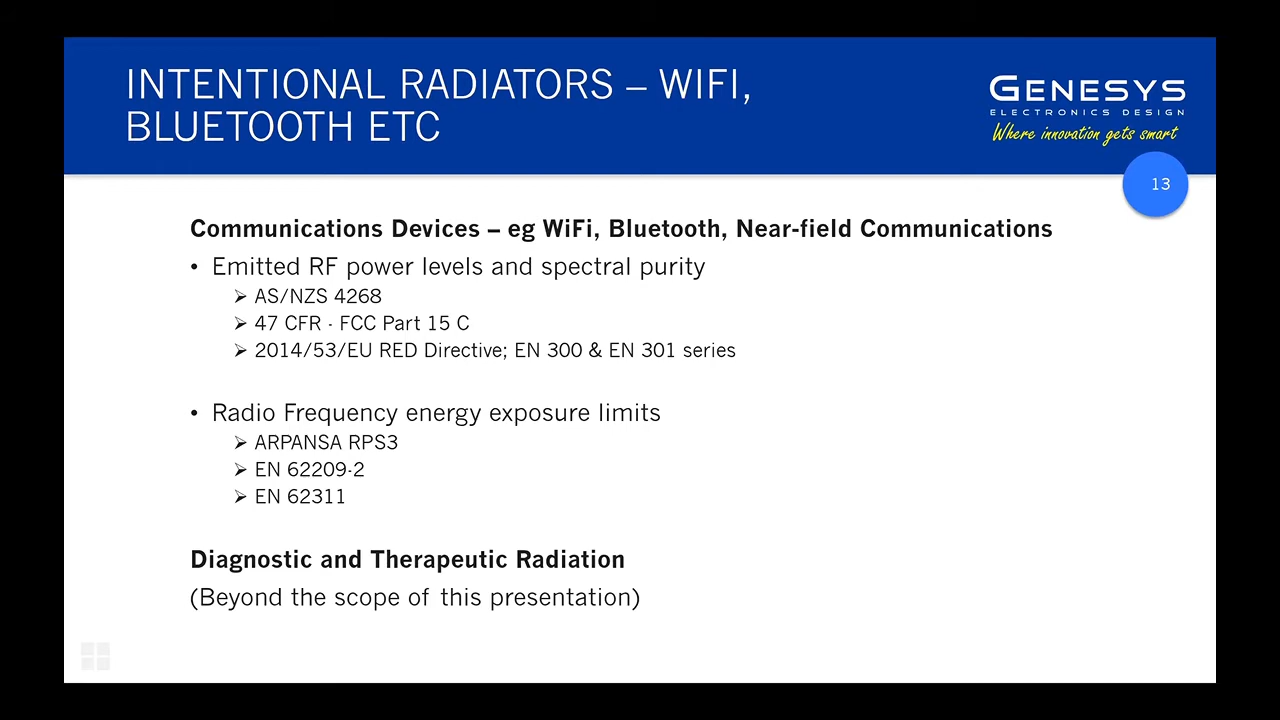 INTENTIONAL RADIATORS – WIFI,
BLUETOOTH ETC
GENESYS
ELECTRONICS DESIGN
Where innovation gets smart
13
Communications Devices – eg WiFi, Bluetooth, Near-field Communications
• Emitted RF power levels and spectral purity
➢ AS/NZS 4268
➢ 47 CFR - FCC Part 15 C
➢ 2014/53/EU RED Directive; EN 300 & EN 301 series
• Radio Frequency energy exposure limits
➢ ARPANSA RPS3
➢ EN 62209-2
➢ EN 62311
Diagnostic and Therapeutic Radiation
(Beyond the scope of this presentation)